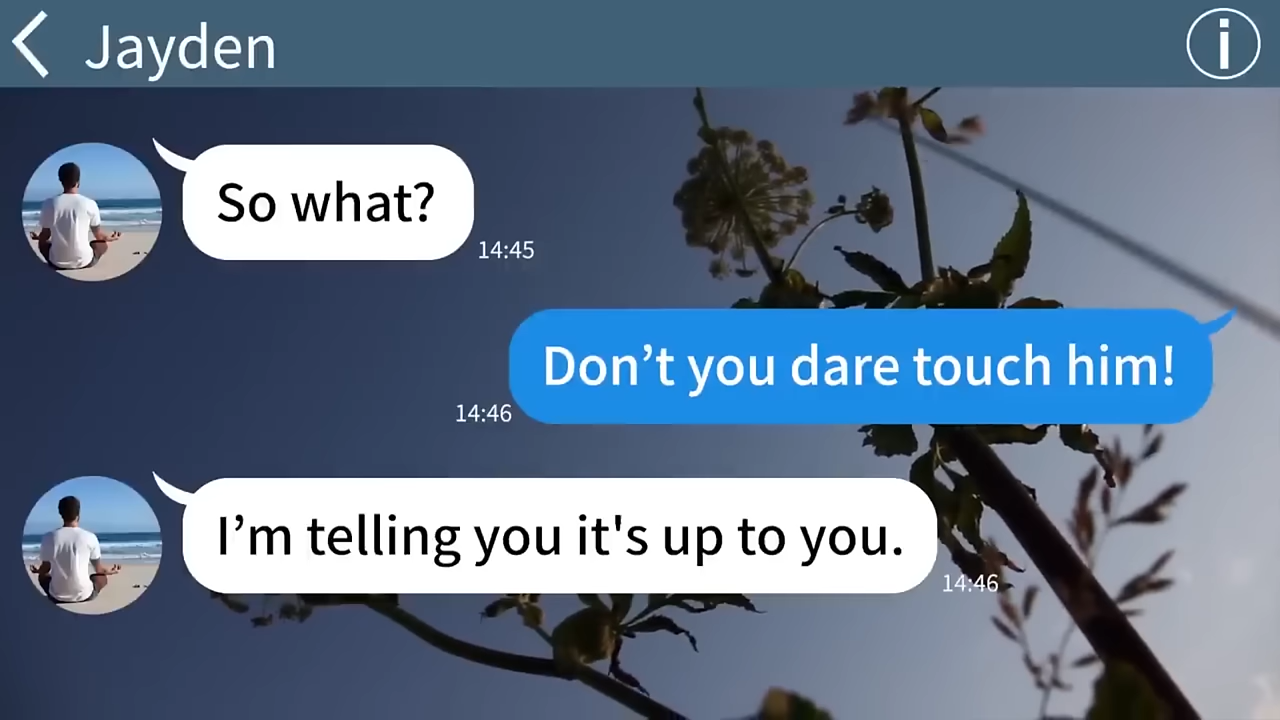 Jayden
So what?
14:45
Don’t you dare touch him!
14:46
I’m telling you it's up to you.
14:46